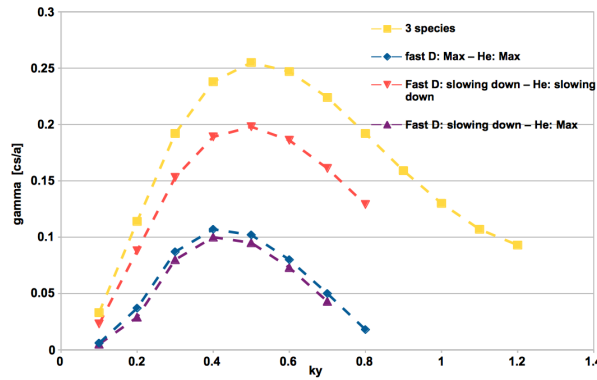 0.3
0.25
0.2
0.15
0.1
0.05
0
gamma [cs/a]
3 species
fast D: Max – He: Max
Fast D: slowing down – He: slowing
down
Fast D: slowing down – He: Max
0 0.2 0.4 0.6 0.8 1 1.2 1.4
ky